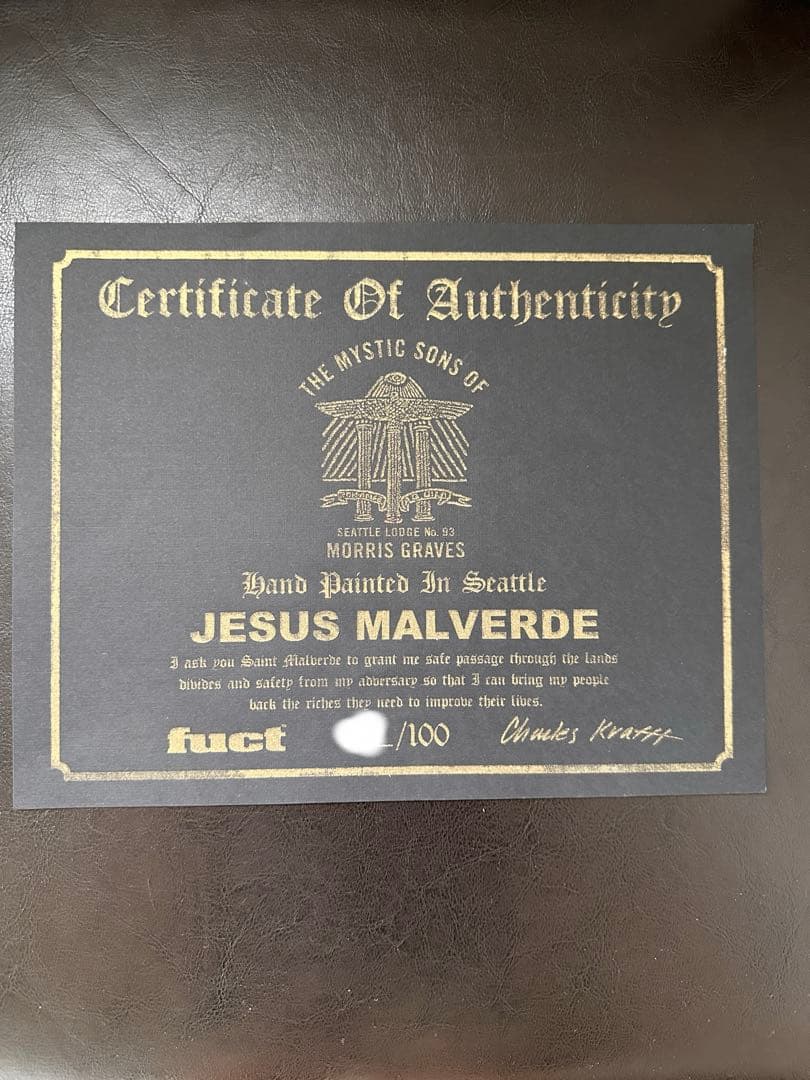 Certificate Of Authenticity
THE MYSTIC SONS OF
SEATTLE LODGE No. 93
MORRIS GRAVES
Hand Painted In Seattle
JESUS MALVERDE
I ask you Saint Malverde to grant me safe passage through the lands
divides and safety from my adversary so that I can bring my people
back the riches they need to improve their lives.
fuct™ /100 Charles Krafft